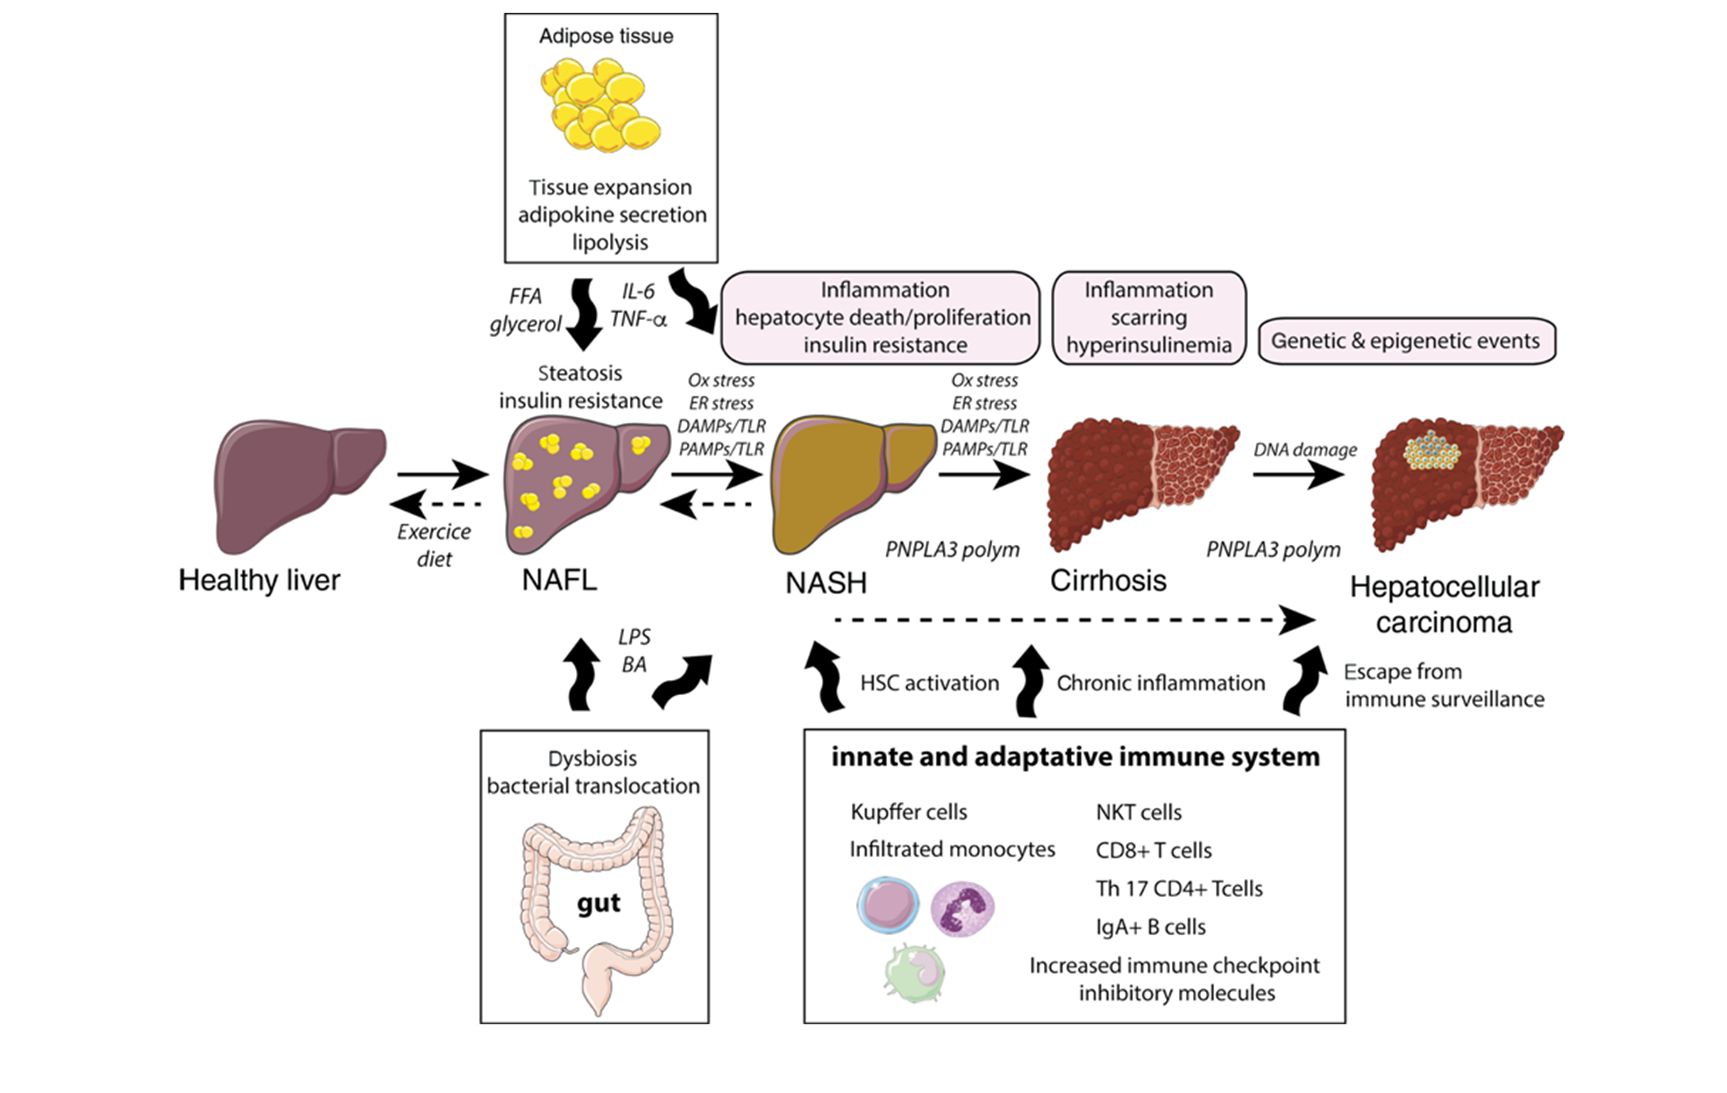 Adipose tissue
Tissue expansion
adipokine secretion
lipolysis
FFA
glycerol
IL-6
TNF-α
Inflammation
hepatocyte death/proliferation
insulin resistance
Inflammation
scarring
hyperinsulinemia
Genetic & epigenetic events
Steatosis
insulin resistance
Ox stress
ER stress
DAMPs/TLR
PAMPs/TLR
Ox stress
ER stress
DAMPs/TLR
PAMPs/TLR
DNA damage
Exercice
diet
PNPLA3 polym
PNPLA3 polym
Healthy liver
NAFL
NASH
Cirrhosis
Hepatocellular
carcinoma
LPS
BA
HSC activation
Chronic inflammation
Escape from
immune surveillance
Dysbiosis
bacterial translocation
gut
innate and adaptative immune system
Kupffer cells
Infiltrated monocytes
NKT cells
CD8+ T cells
Th 17 CD4+ Tcells
IgA+ B cells
Increased immune checkpoint
inhibitory molecules